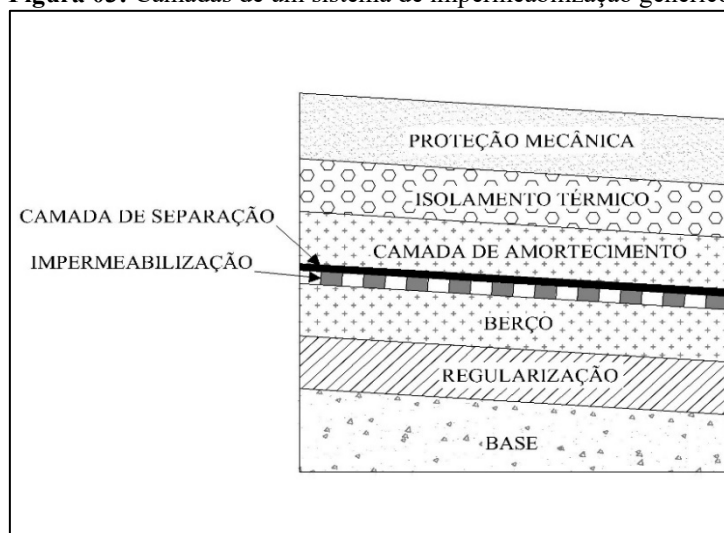 Figura 03: Camadas de um sistema de impermeabilização genérico
PROTEÇÃO MECÂNICA
ISOLAMENTO TÉRMICO
CAMADA DE SEPARAÇÃO
CAMADA DE AMORTECIMENTO
IMPERMEABILIZAÇÃO
BERÇO
REGULARIZAÇÃO
BASE